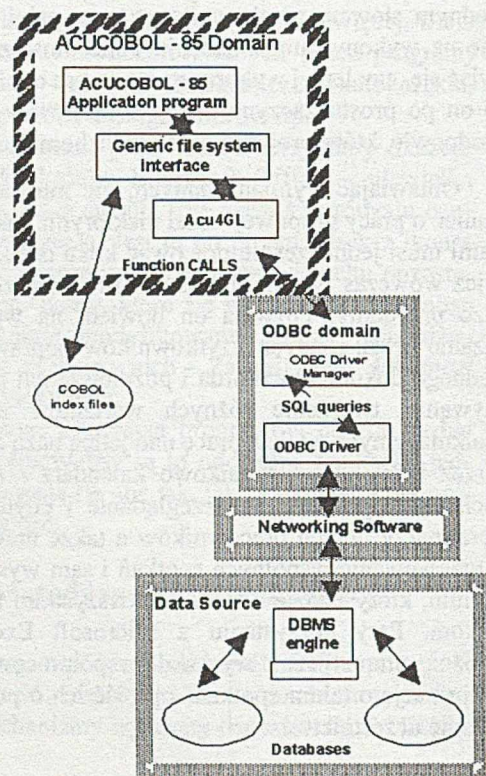 ACUCOBOL - 85 Domain
ACUCOBOL - 85
Application program
Generic file system
Interface
Acu4GL
Function CALLS
COBOL
index files
ODBC domain
ODBC Driver
Manager
SQL queries
ODBC Driver
Networking Software
Data Source
DBMS
engine
Databases